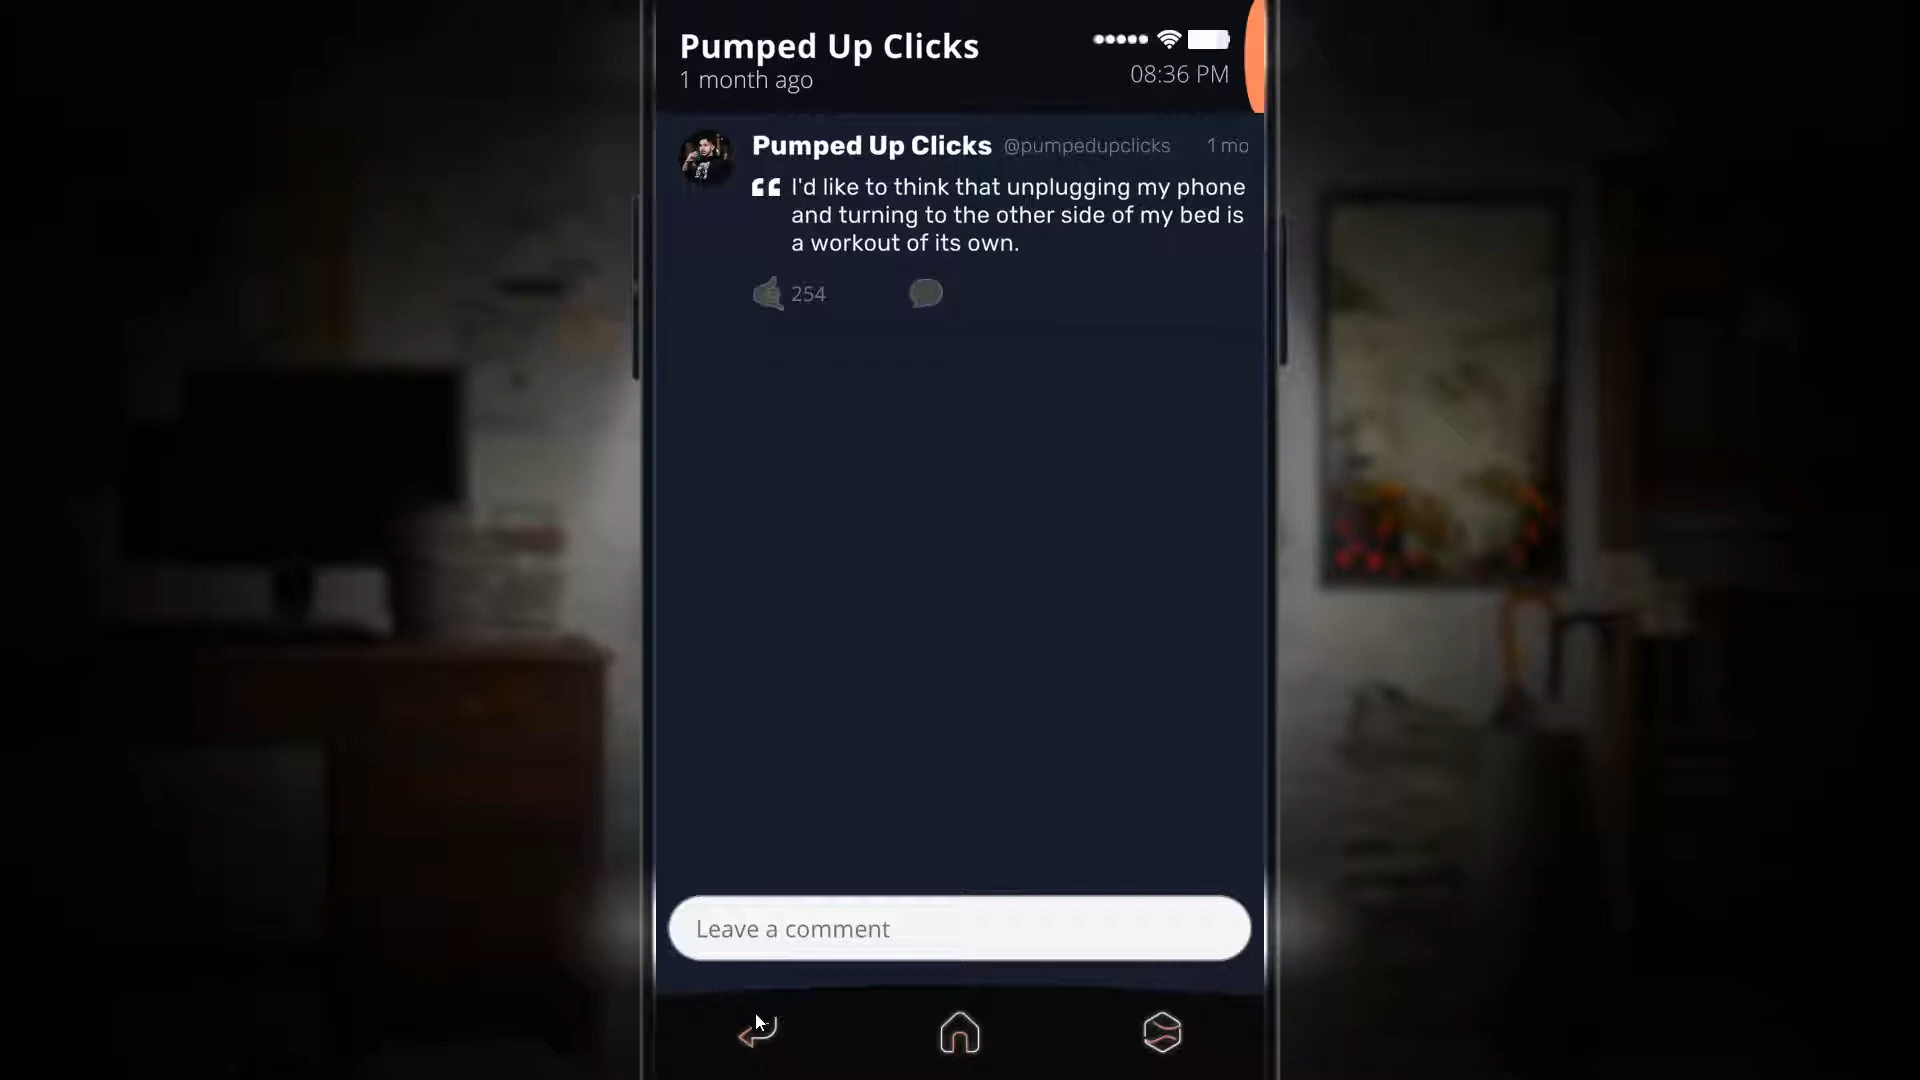 Pumped Up Clicks
1 month ago
08:36 PM
Pumped Up Clicks @pumpedupclicks 1 mo
I'd like to think that unplugging my phone
and turning to the other side of my bed is
a workout of its own.
254
Leave a comment